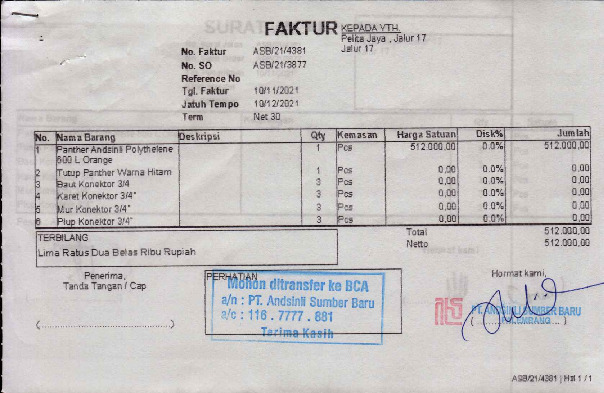 FAKTUR
KEPADA YTH.
Pelita Jaya , Jalur 17
Jalur 17
No. Faktur ASB/21/4381
No. SO ASB/21/3877
Reference No
Tgl. Faktur 10/11/2021
Jatuh Tempo 10/12/2021
Term Net 30
No. Nama Barang Deskripsi Qty Kemasan Harga Satuan Disk% Jumlah
1 Panther Andsinli Polythelene 1 Pcs 512.000,00 0.0% 512.000,00
600 L Orange
2 Tutup Panther Warna Hitam 1 Pcs 0,00 0.0% 0,00
3 Baut Konektor 3/4 3 Pcs 0,00 0.0% 0,00
4 Karet Konektor 3/4" 3 Pcs 0,00 0.0% 0,00
5 Mur Konektor 3/4" 3 Pcs 0,00 0.0% 0,00
6 Plup Konektor 3/4" 3 Pcs 0,00 0.0% 0,00
Total 512.000,00
Netto 512.000,00
TERBILANG
Lima Ratus Dua Belas Ribu Rupiah
Penerima,
Tanda Tangan / Cap
(.............................)
PERHATIAN
Mohon ditransfer ke BCA
a/n : PT. Andsinli Sumber Baru
a/c : 116 . 7777 . 881
Terima Kasih
Hormat kami,
PT. ANDSINLI SUMBER BARU
PALEMBANG
ASB/21/4381 | Hal 1 / 1